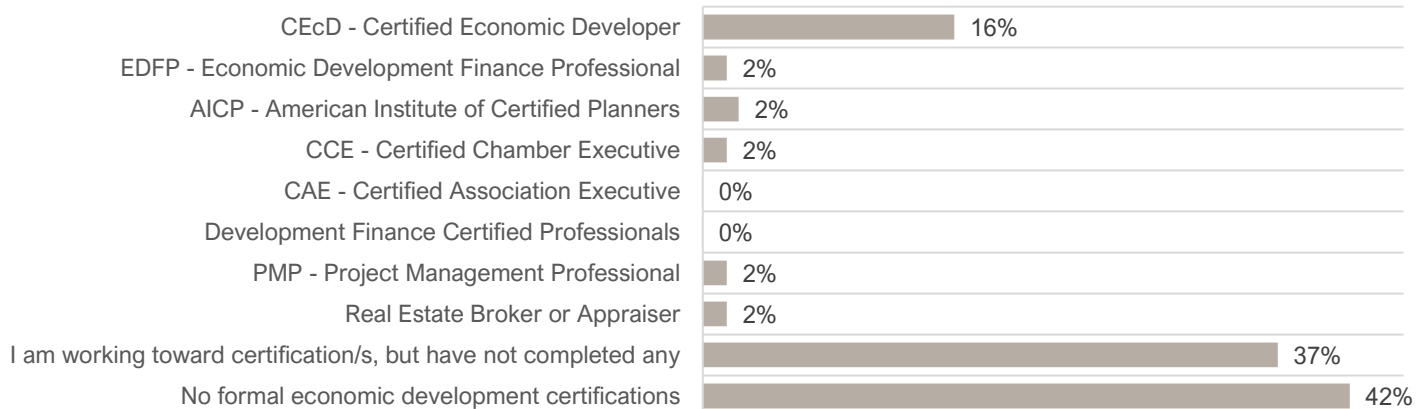 CEcD - Certified Economic Developer 16%
EDFP - Economic Development Finance Professional 2%
AICP - American Institute of Certified Planners 2%
CCE - Certified Chamber Executive 2%
CAE - Certified Association Executive 0%
Development Finance Certified Professionals 0%
PMP - Project Management Professional 2%
Real Estate Broker or Appraiser 2%
I am working toward certification/s, but have not completed any 37%
No formal economic development certifications 42%